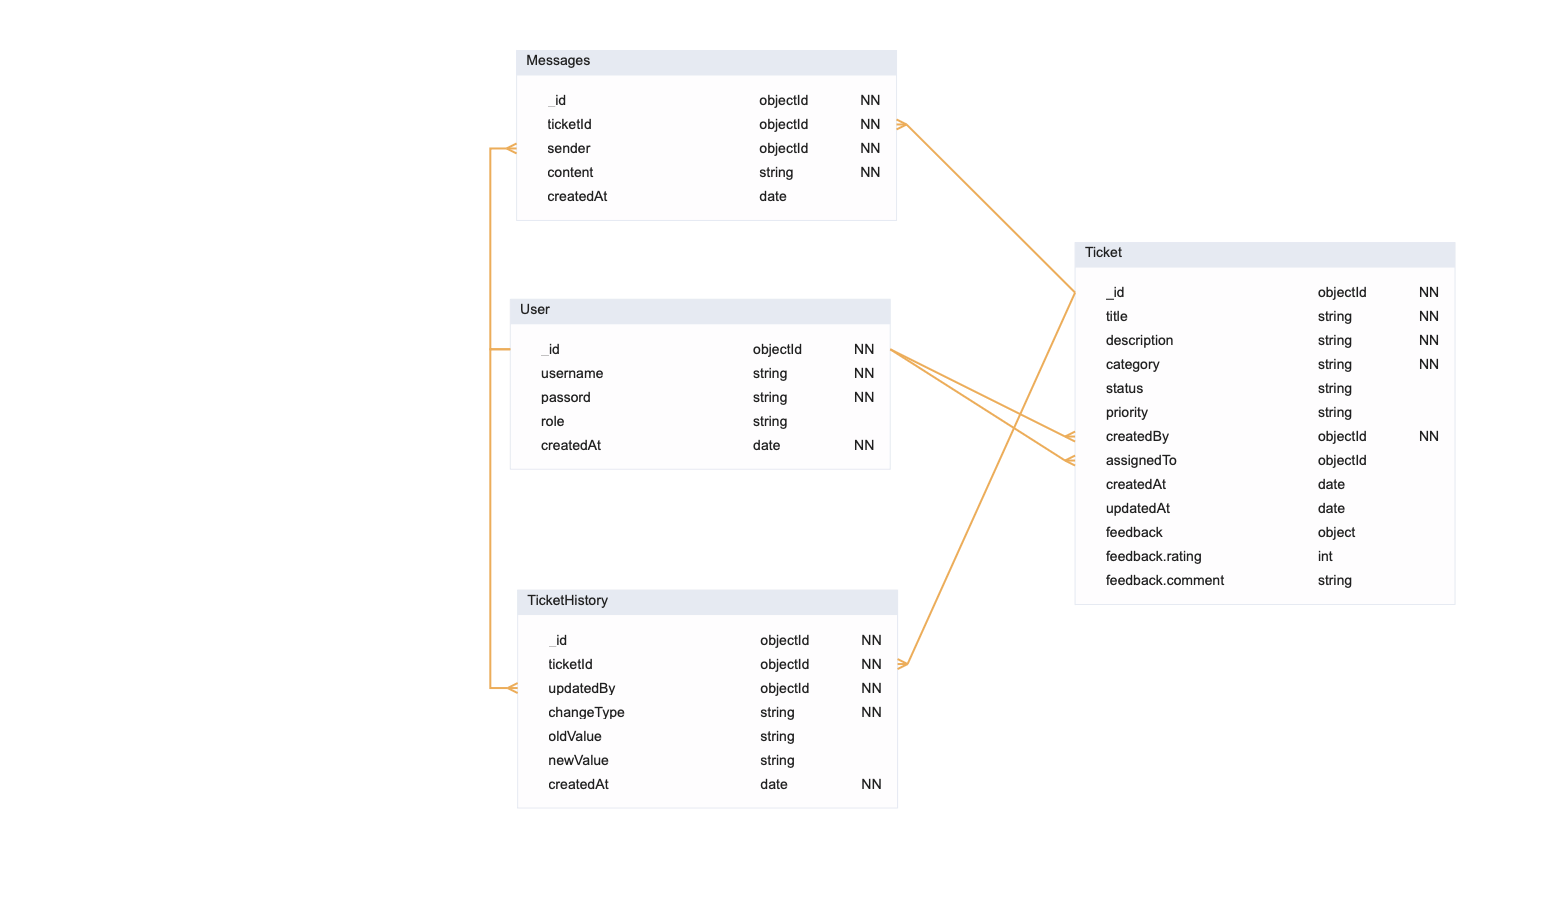 Messages
_id objectId NN
ticketId objectId NN
sender objectId NN
content string NN
createdAt date
User
_id objectId NN
username string NN
passord string NN
role string
createdAt date NN
TicketHistory
_id objectId NN
ticketId objectId NN
updatedBy objectId NN
changeType string NN
oldValue string
newValue string
createdAt date NN
Ticket
_id objectId NN
title string NN
description string NN
category string NN
status string
priority string
createdBy objectId NN
assignedTo objectId
createdAt date
updatedAt date
feedback object
feedback.rating int
feedback.comment string